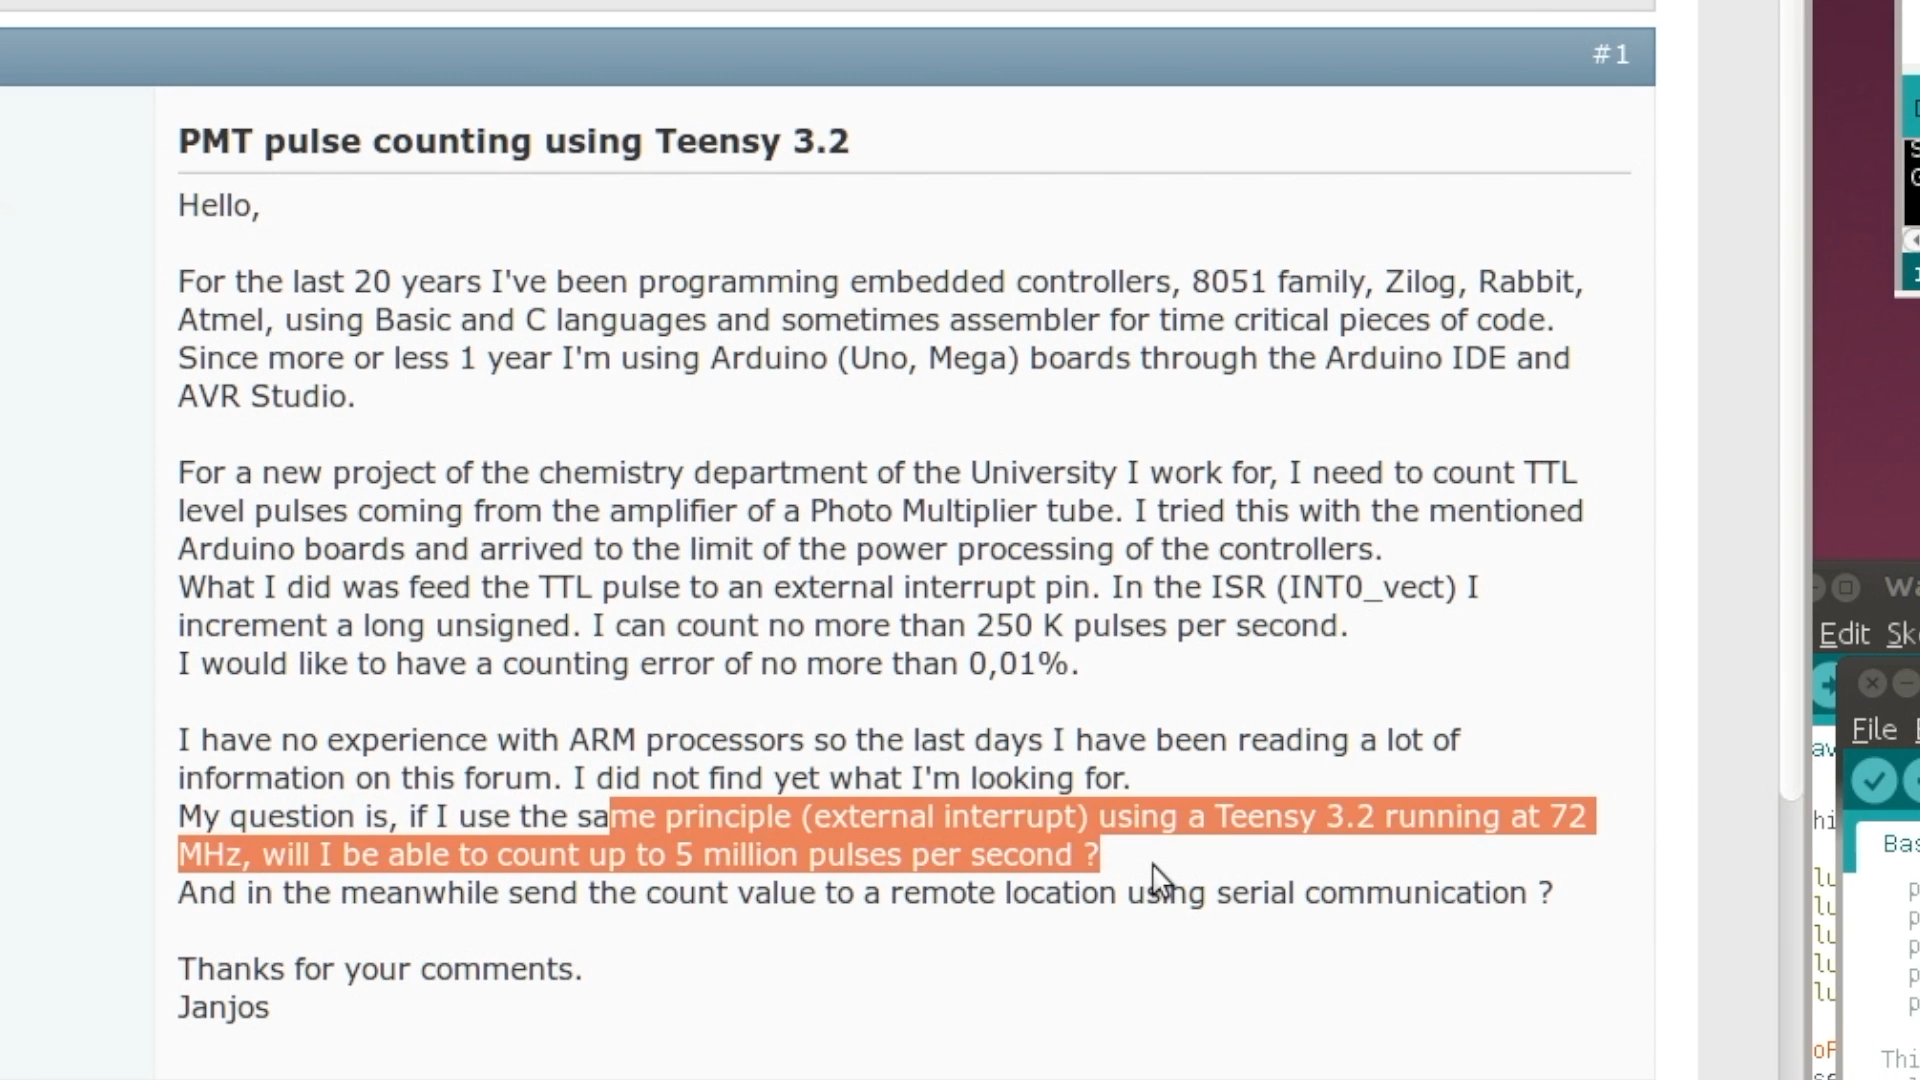 #1
PMT pulse counting using Teensy 3.2
Hello,
For the last 20 years I've been programming embedded controllers, 8051 family, Zilog, Rabbit,
Atmel, using Basic and C languages and sometimes assembler for time critical pieces of code.
Since more or less 1 year I'm using Arduino (Uno, Mega) boards through the Arduino IDE and
AVR Studio.
For a new project of the chemistry department of the University I work for, I need to count TTL
level pulses coming from the amplifier of a Photo Multiplier tube. I tried this with the mentioned
Arduino boards and arrived to the limit of the power processing of the controllers.
What I did was feed the TTL pulse to an external interrupt pin. In the ISR (INT0_vect) I
increment a long unsigned. I can count no more than 250 K pulses per second.
I would like to have a counting error of no more than 0,01%.
I have no experience with ARM processors so the last days I have been reading a lot of
information on this forum. I did not find yet what I'm looking for.
My question is, if I use the same principle (external interrupt) using a Teensy 3.2 running at 72
MHz, will I be able to count up to 5 million pulses per second ?
And in the meanwhile send the count value to a remote location using serial communication ?
Thanks for your comments.
Janjos
Edit
File